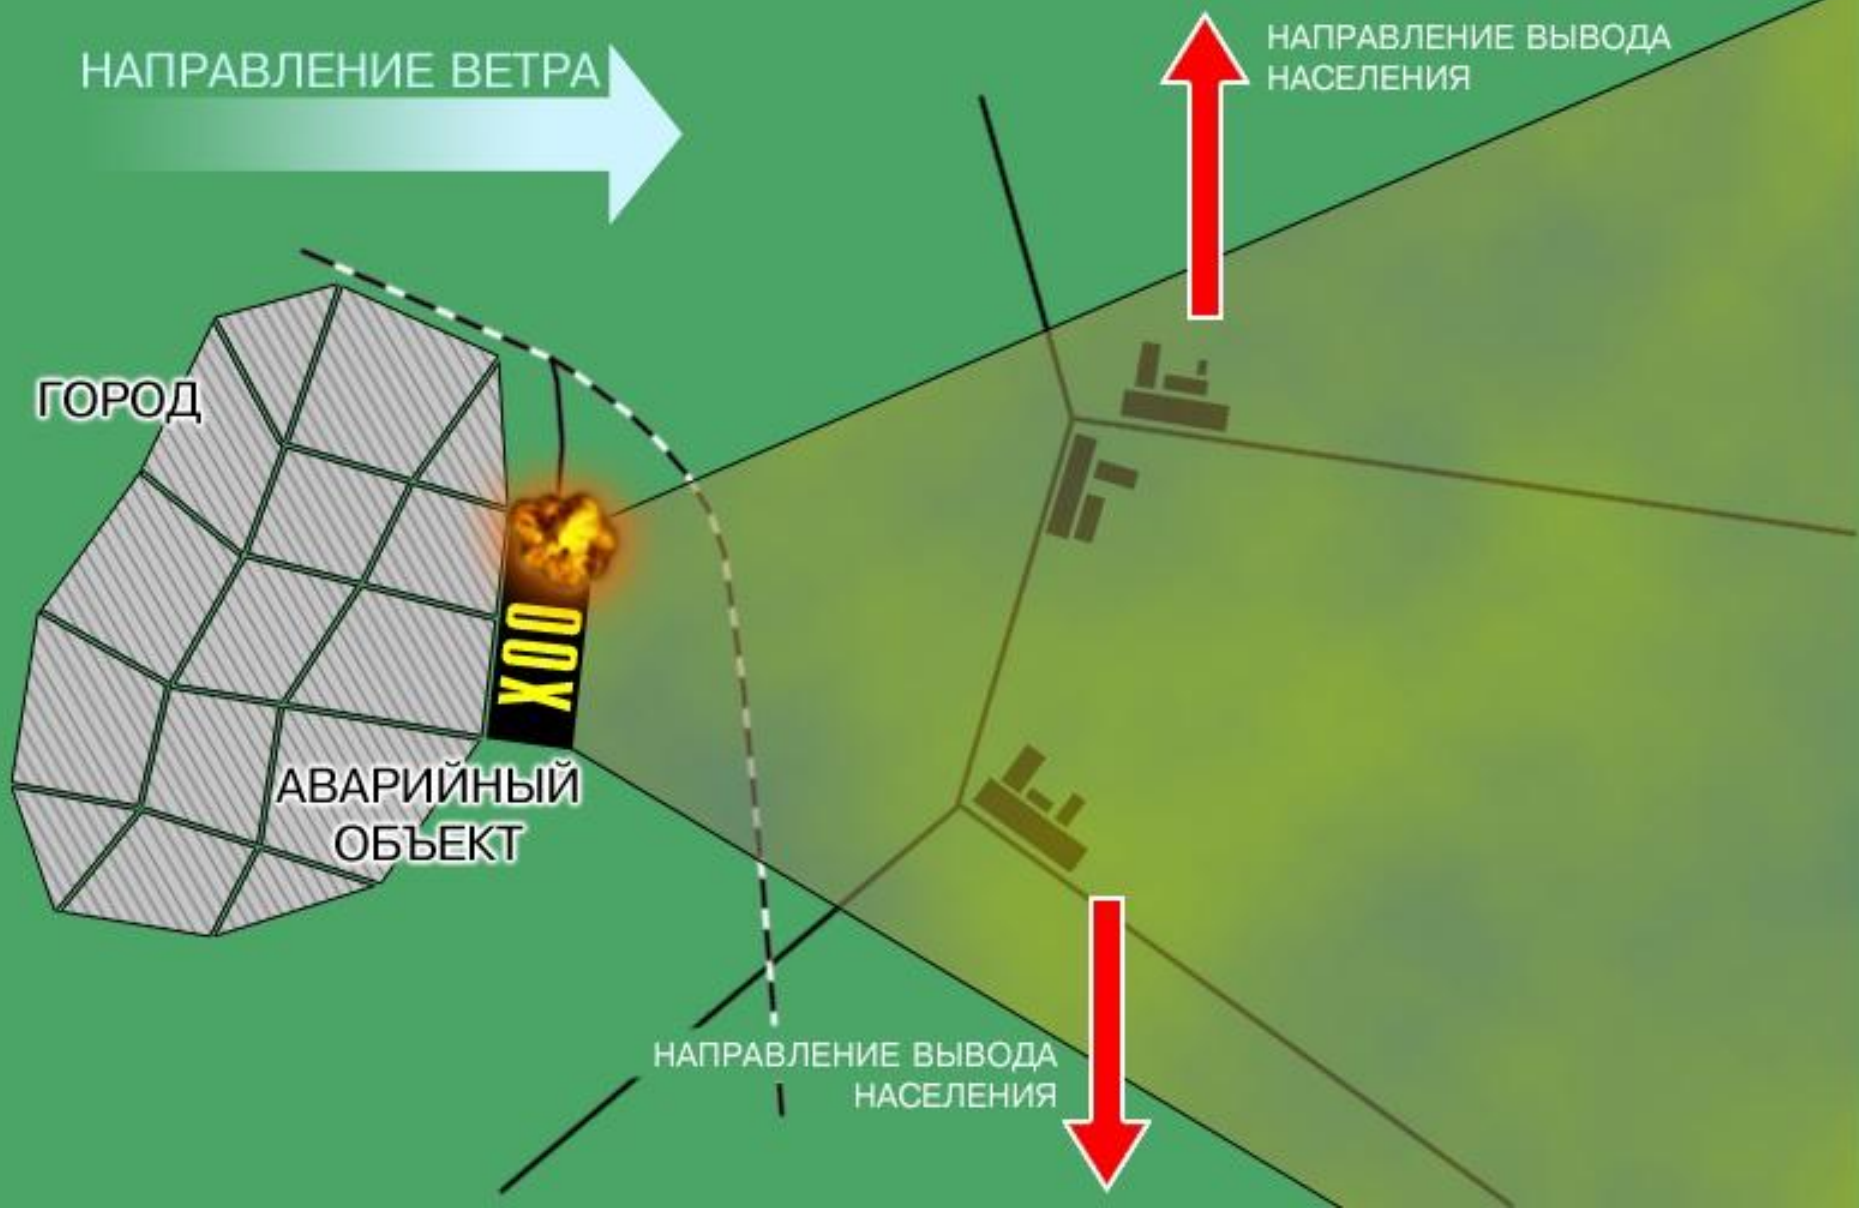 НАПРАВЛЕНИЕ ВЕТРА
НАПРАВЛЕНИЕ ВЫВОДА
НАСЕЛЕНИЯ
ГОРОД
ХОО
АВАРИЙНЫЙ
ОБЪЕКТ
НАПРАВЛЕНИЕ ВЫВОДА
НАСЕЛЕНИЯ